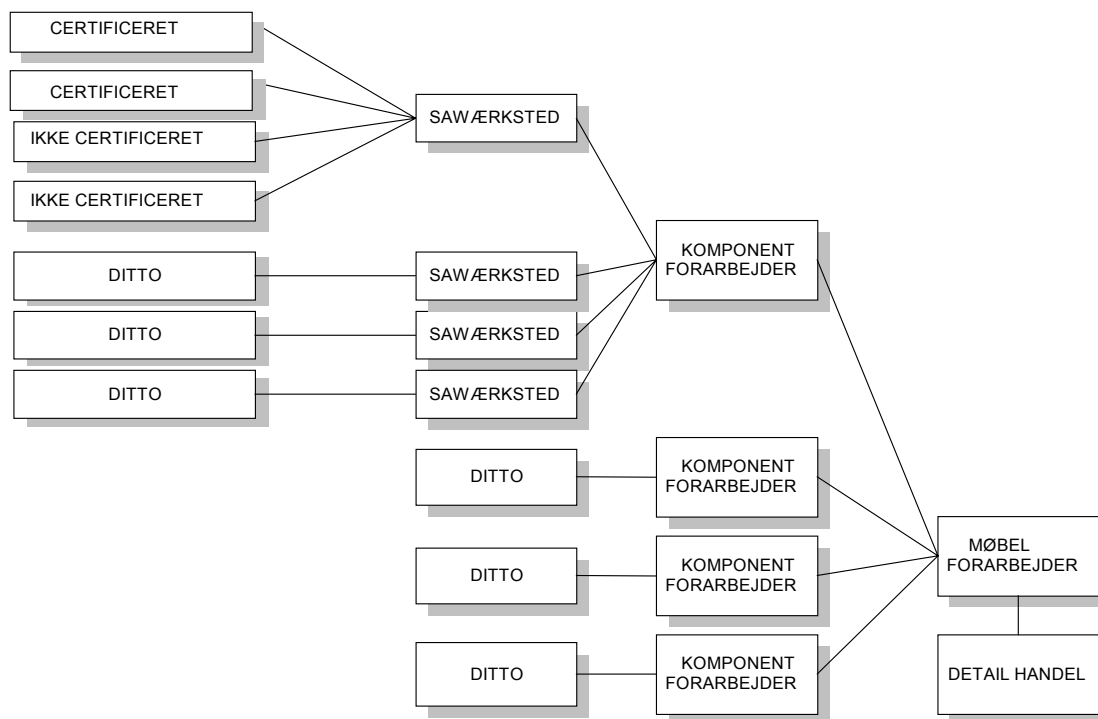 CERTIFICERET
CERTIFICERET
IKKE CERTIFICERET
IKKE CERTIFICERET
SAWÆRKSTED
DITTO
SAWÆRKSTED
DITTO
SAWÆRKSTED
DITTO
SAWÆRKSTED
KOMPONENT
FORARBEJDER
DITTO
KOMPONENT
FORARBEJDER
DITTO
KOMPONENT
FORARBEJDER
DITTO
KOMPONENT
FORARBEJDER
MØBEL
FORARBEJDER
DETAIL HANDEL